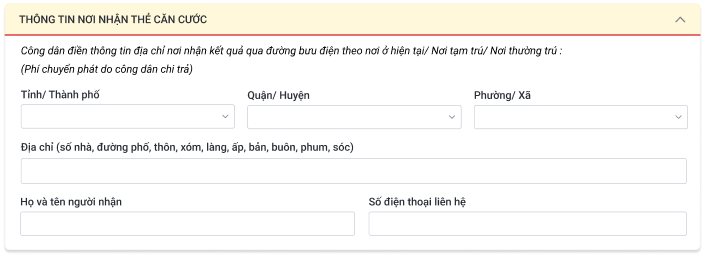 THÔNG TIN NƠI NHẬN THẺ CĂN CƯỚC
Công dân điền thông tin địa chỉ nơi nhận kết quả qua đường bưu điện theo nơi ở hiện tại/ Nơi tạm trú/ Nơi thường trú :
(Phí chuyển phát do công dân chi trả)
Tỉnh/ Thành phố
Quận/ Huyện
Phường/ Xã
Địa chỉ (số nhà, đường phố, thôn, xóm, làng, ấp, bản, buôn, phum, sóc)
Họ và tên người nhận
Số điện thoại liên hệ